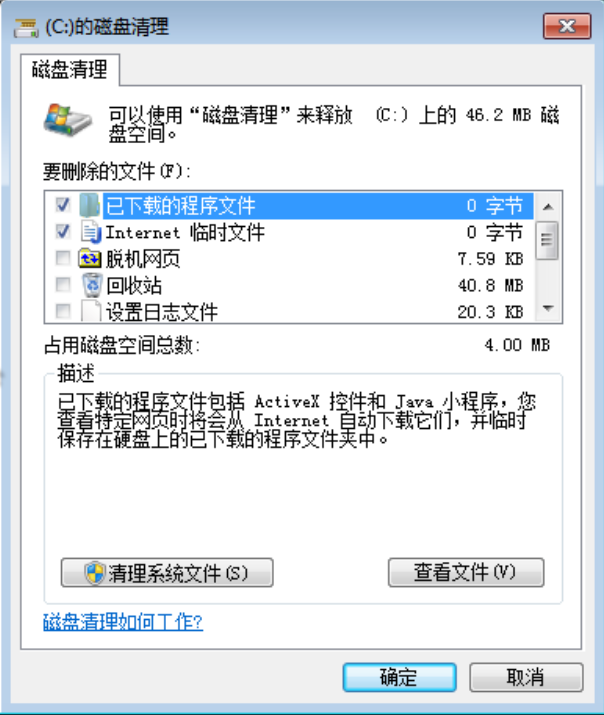 (C:)的磁盘清理
磁盘清理
可以使用“磁盘清理”来释放 (C:) 上的 46.2 MB 磁
盘空间。
要删除的文件(F):
已下载的程序文件 0 字节
Internet 临时文件 0 字节
脱机网页 7.59 KB
回收站 40.8 MB
设置日志文件 20.3 KB
占用磁盘空间总数: 4.00 MB
描述
已下载的程序文件包括 ActiveX 控件和 Java 小程序，您
查看特定网页时将会从 Internet 自动下载它们，并临时
保存在硬盘上的已下载的程序文件夹中。
清理系统文件(S) 查看文件(V)
磁盘清理如何工作?
确定 取消